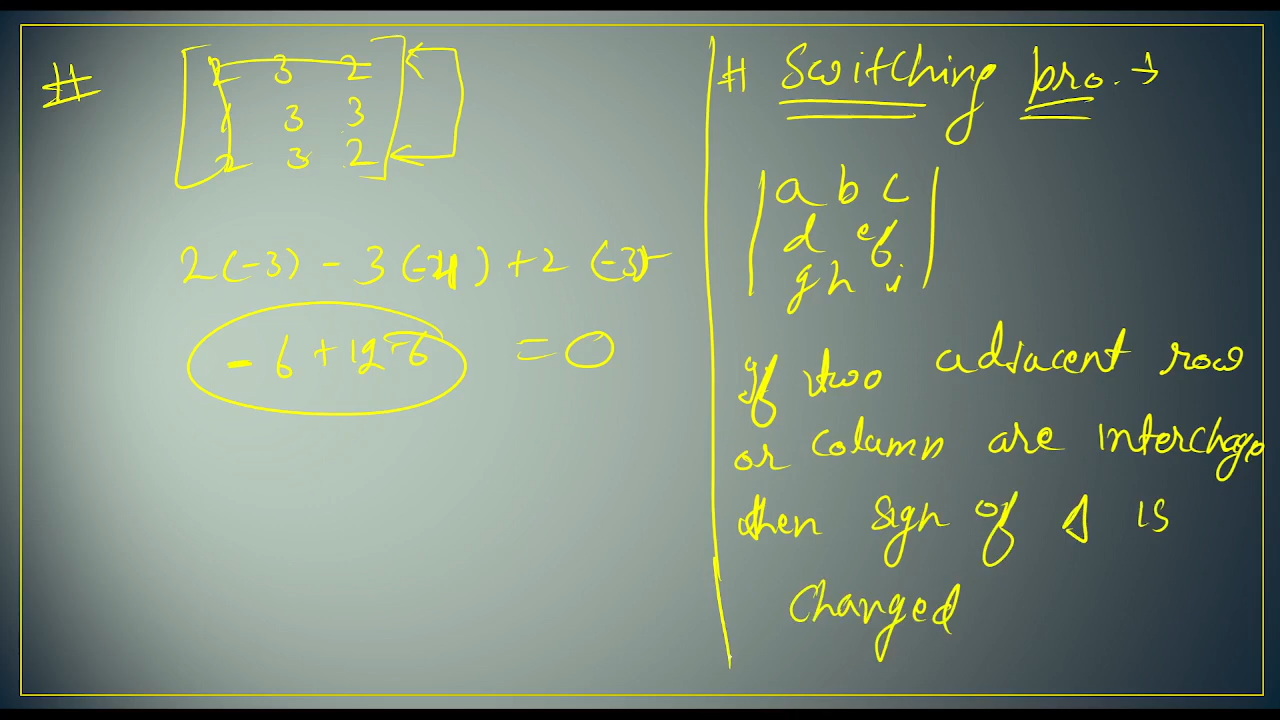 #
2 3 2
1 3 3
2 3 2
2(-3) - 3(-4) + 2(-3)
- 6 + 12 - 6 = 0
# Switching pro. →
a b c
d e f
g h i
If two adjacent row
or column are interchange
then sign of Δ is
changed